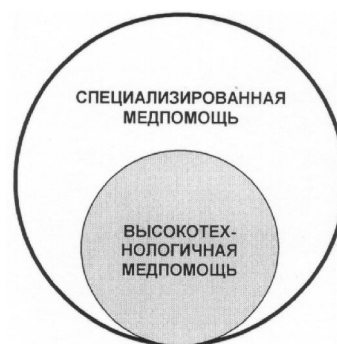 СПЕЦИАЛИЗИРОВАННАЯ
МЕДПОМОЩЬ
ВЫСОКОТЕХ-
НОЛОГИЧНАЯ
МЕДПОМОЩЬ